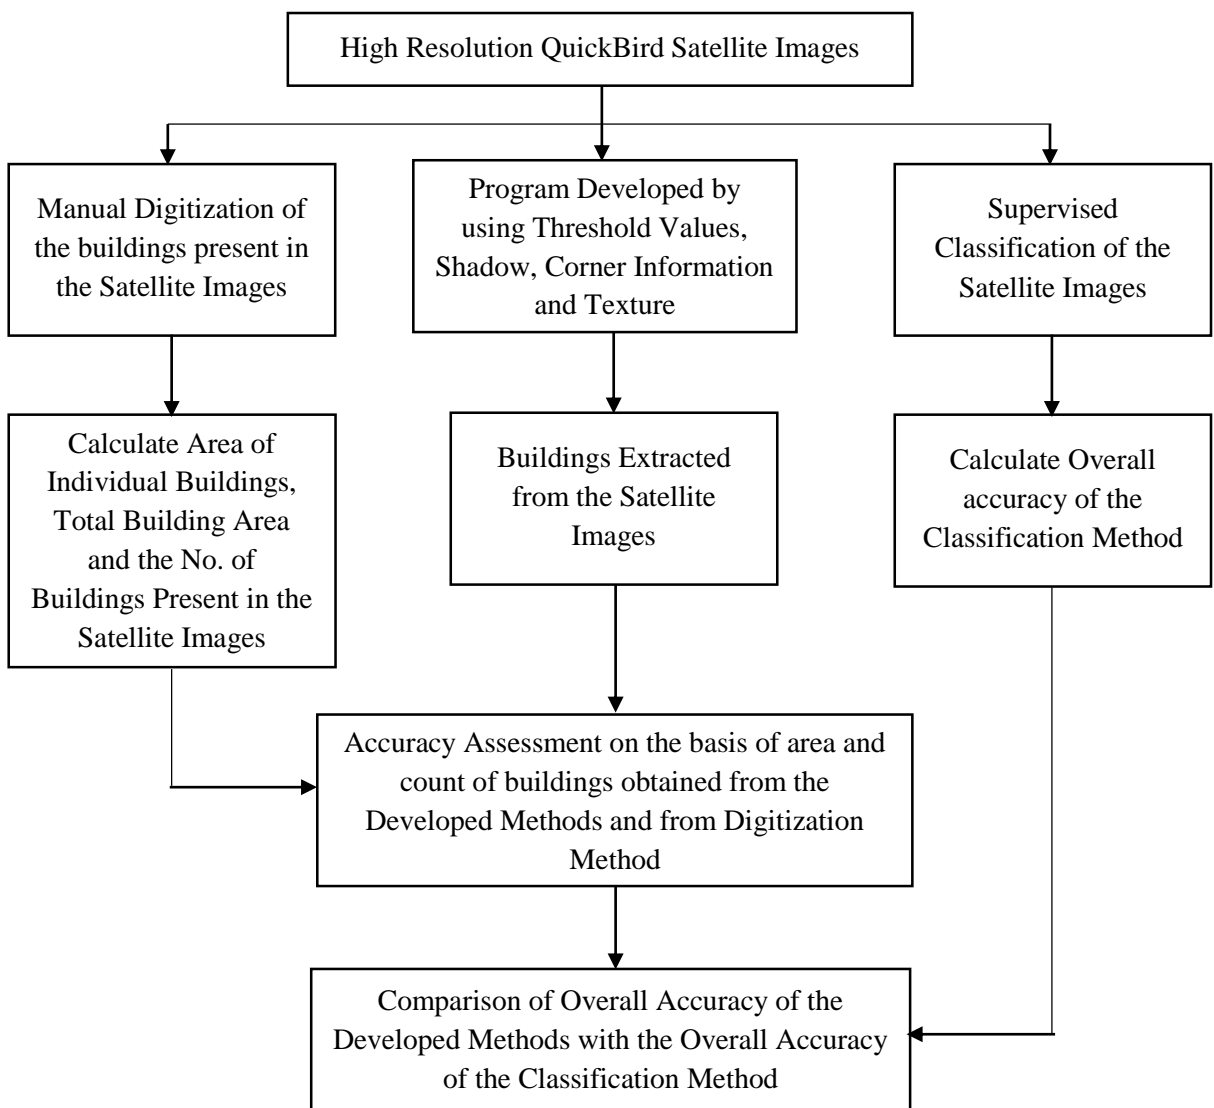 High Resolution QuickBird Satellite Images
Manual Digitization of
the buildings present in
the Satellite Images
Program Developed by
using Threshold Values,
Shadow, Corner Information
and Texture
Supervised
Classification of the
Satellite Images
Calculate Area of
Individual Buildings,
Total Building Area
and the No. of
Buildings Present in the
Satellite Images
Buildings Extracted
from the Satellite
Images
Calculate Overall
accuracy of the
Classification Method
Accuracy Assessment on the basis of area and
count of buildings obtained from the
Developed Methods and from Digitization
Method
Comparison of Overall Accuracy of the
Developed Methods with the Overall Accuracy
of the Classification Method